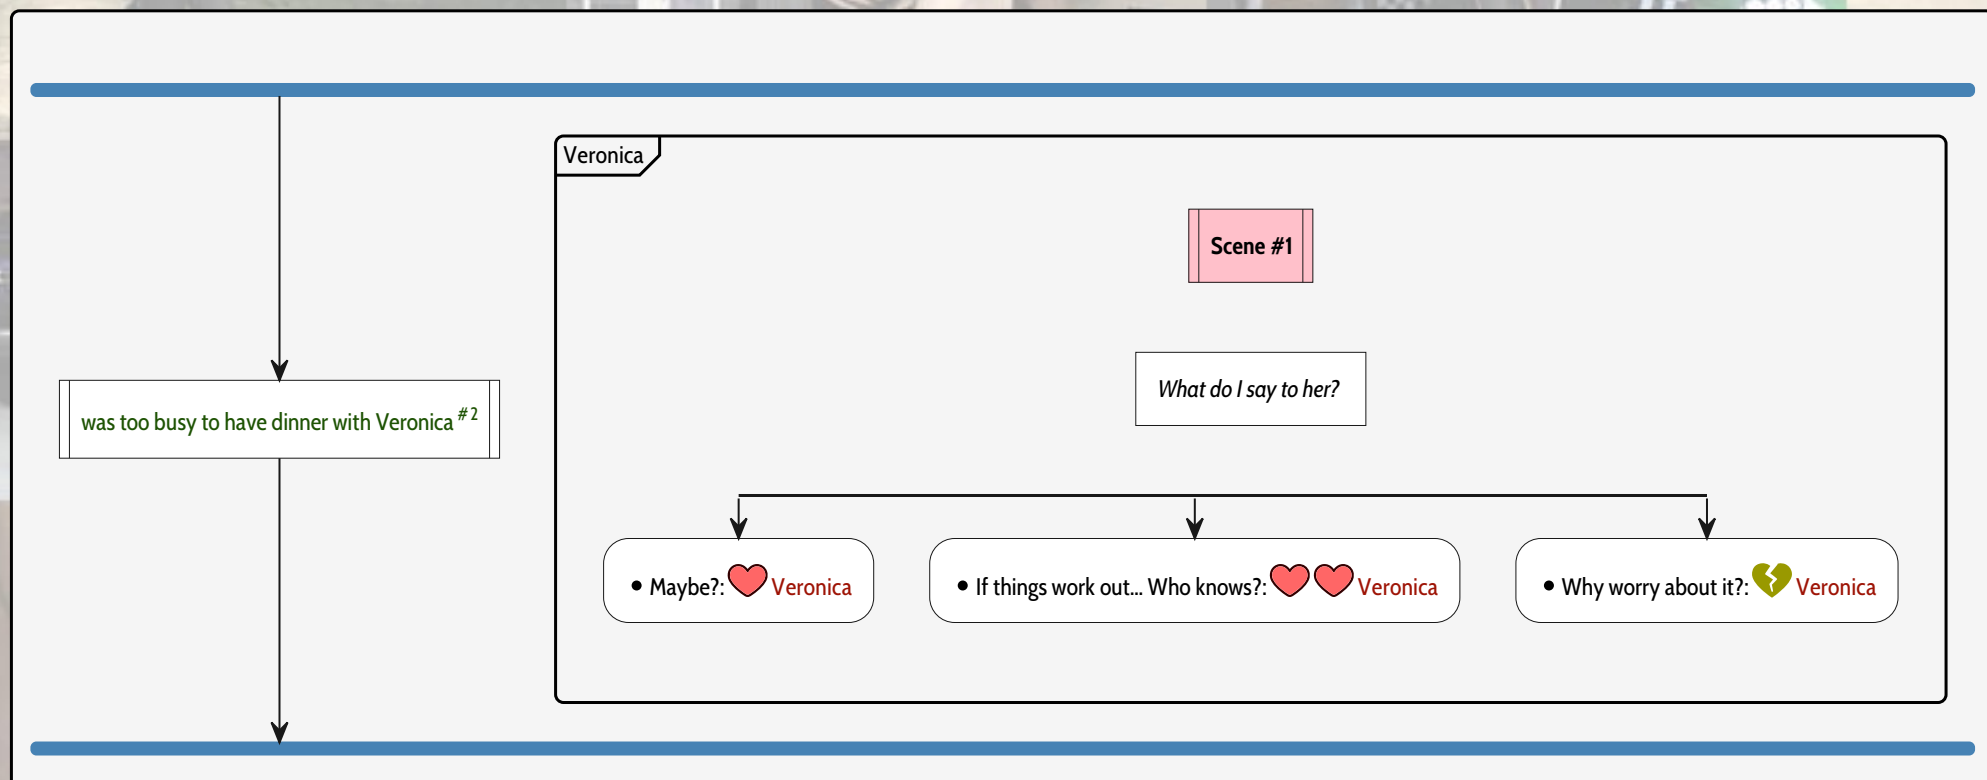 Veronica
Scene #1
What do I say to her?
was too busy to have dinner with Veronica #2
• Maybe?: Veronica
• If things work out... Who knows?: Veronica
• Why worry about it?: Veronica